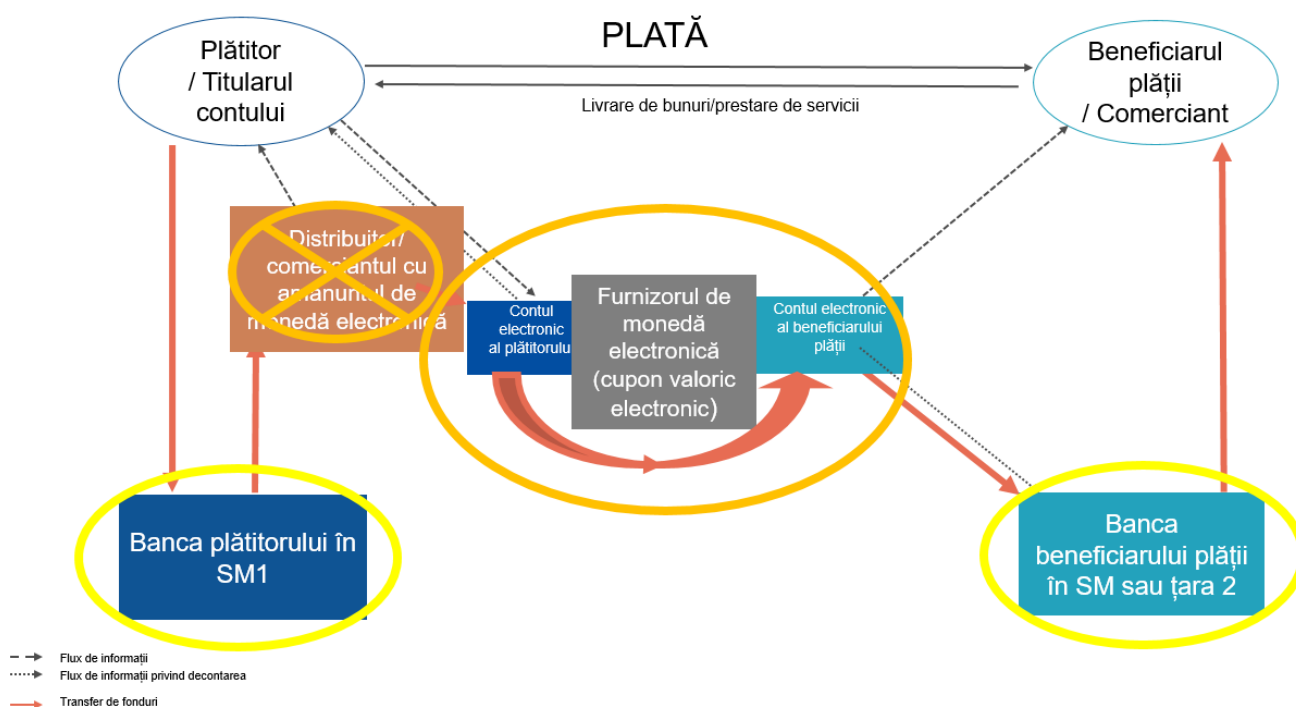 PLATĂ
Plătitor
/ Titularul
contului
Beneficiarul
plății
/ Comerciant
Livrare de bunuri/prestare de servicii
Distribuitor/
comerciantul cu
amănuntul de
monedă electronică
Contul
electronic
al plătitorului
Furnizorul de
monedă
electronică
(cupon valoric
electronic)
Contul electronic
al beneficiarului
plății
Banca plătitorului în
SM1
Banca
beneficiarului plății
în SM sau țara 2
Flux de informații
Flux de informații privind decontarea
Transfer de fonduri